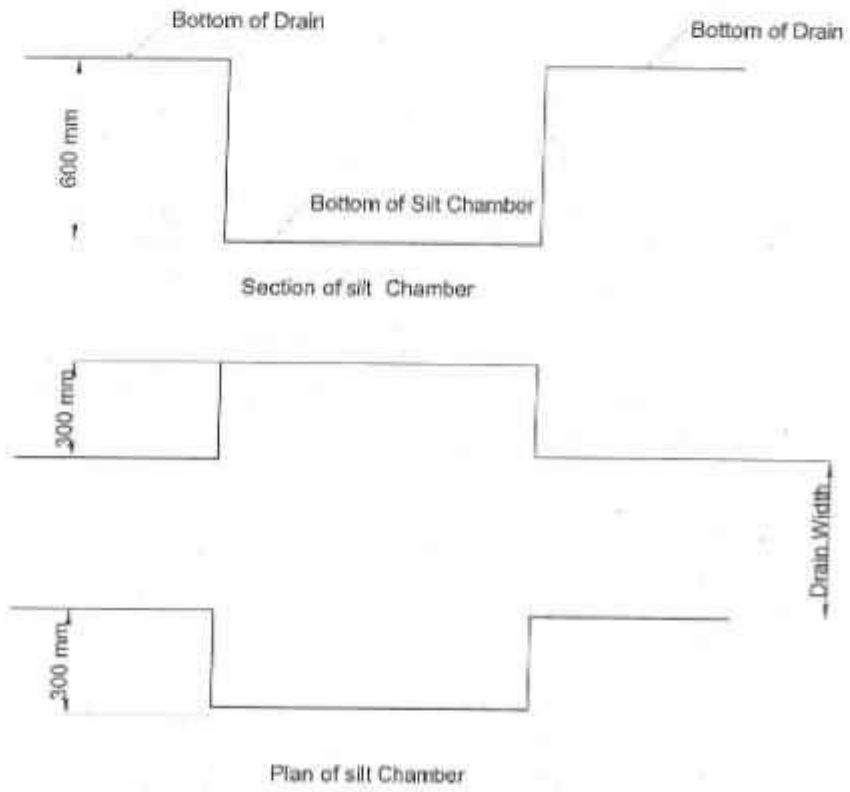 Bottom of Drain
Bottom of Drain
600 mm
Bottom of Silt Chamber
Section of silt Chamber
300 mm
Drain Width
300 mm
Plan of silt Chamber